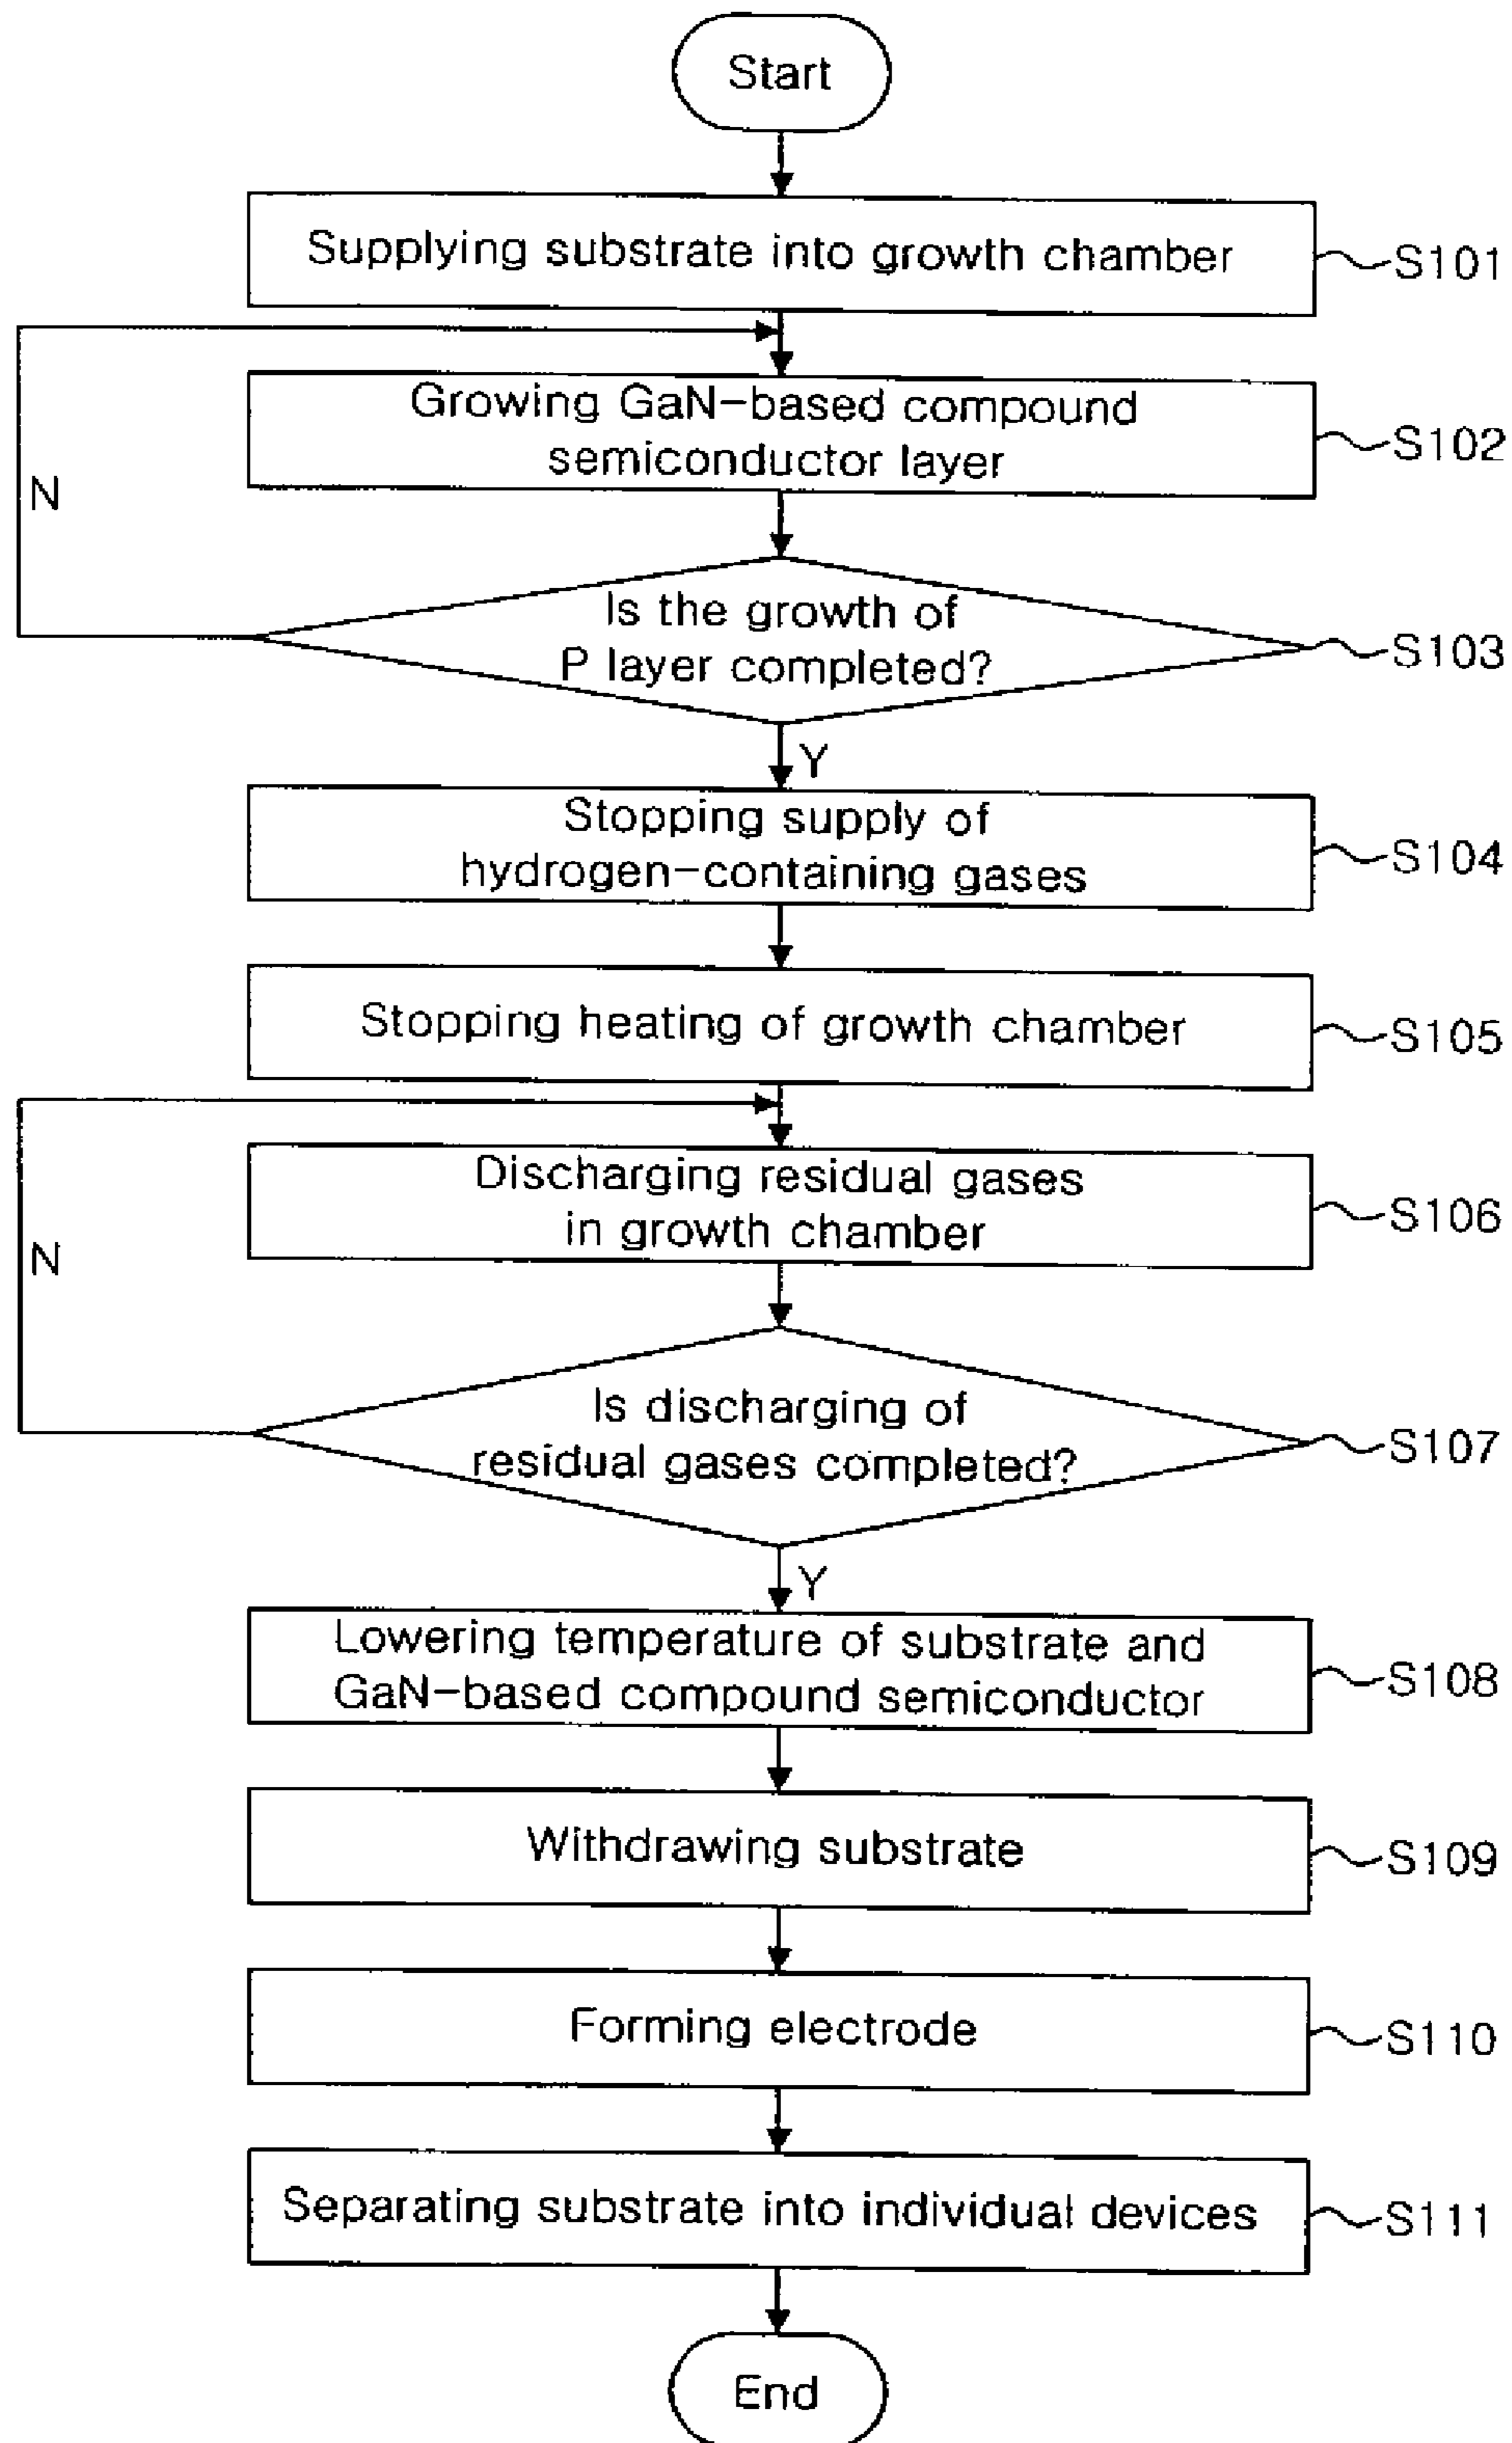 Start
Supplying substrate into growth chamber
S101
Growing GaN-based compound
semiconductor layer
S102
N
Is the growth of
P layer completed?
S103
Y
Stopping supply of
hydrogen-containing gases
S104
Stopping heating of growth chamber
S105
Discharging residual gases
in growth chamber
S106
N
Is discharging of
residual gases completed?
S107
Y
Lowering temperature of substrate and
GaN-based compound semiconductor
S108
Withdrawing substrate
S109
Forming electrode
S110
Separating substrate into individual devices
S111
End